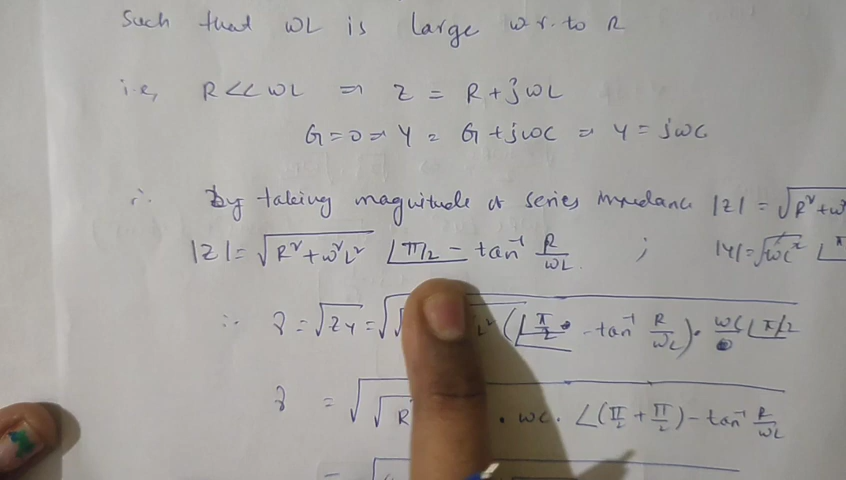 Such that ωL is large w.r.to R
i.e, R<<ωL ⇒ Z = R+jωL
G=0 ⇒ Y = G+jωC ⇒ Y = jωC
∴ By taking magnitude of series impedance |Z| = √R²+ω²
|Z| = √R²+ω²L² ∠π/2 - tan⁻¹ R/ωL ; |Y|=√ωC² ∠π
∴ γ = √ZY = √√ L² (∠π/2 - tan⁻¹ R/ωL). ωC ∠π/2
γ = √√R . ωC. ∠(π/2 + π/2) - tan⁻¹ R/ωL
= √